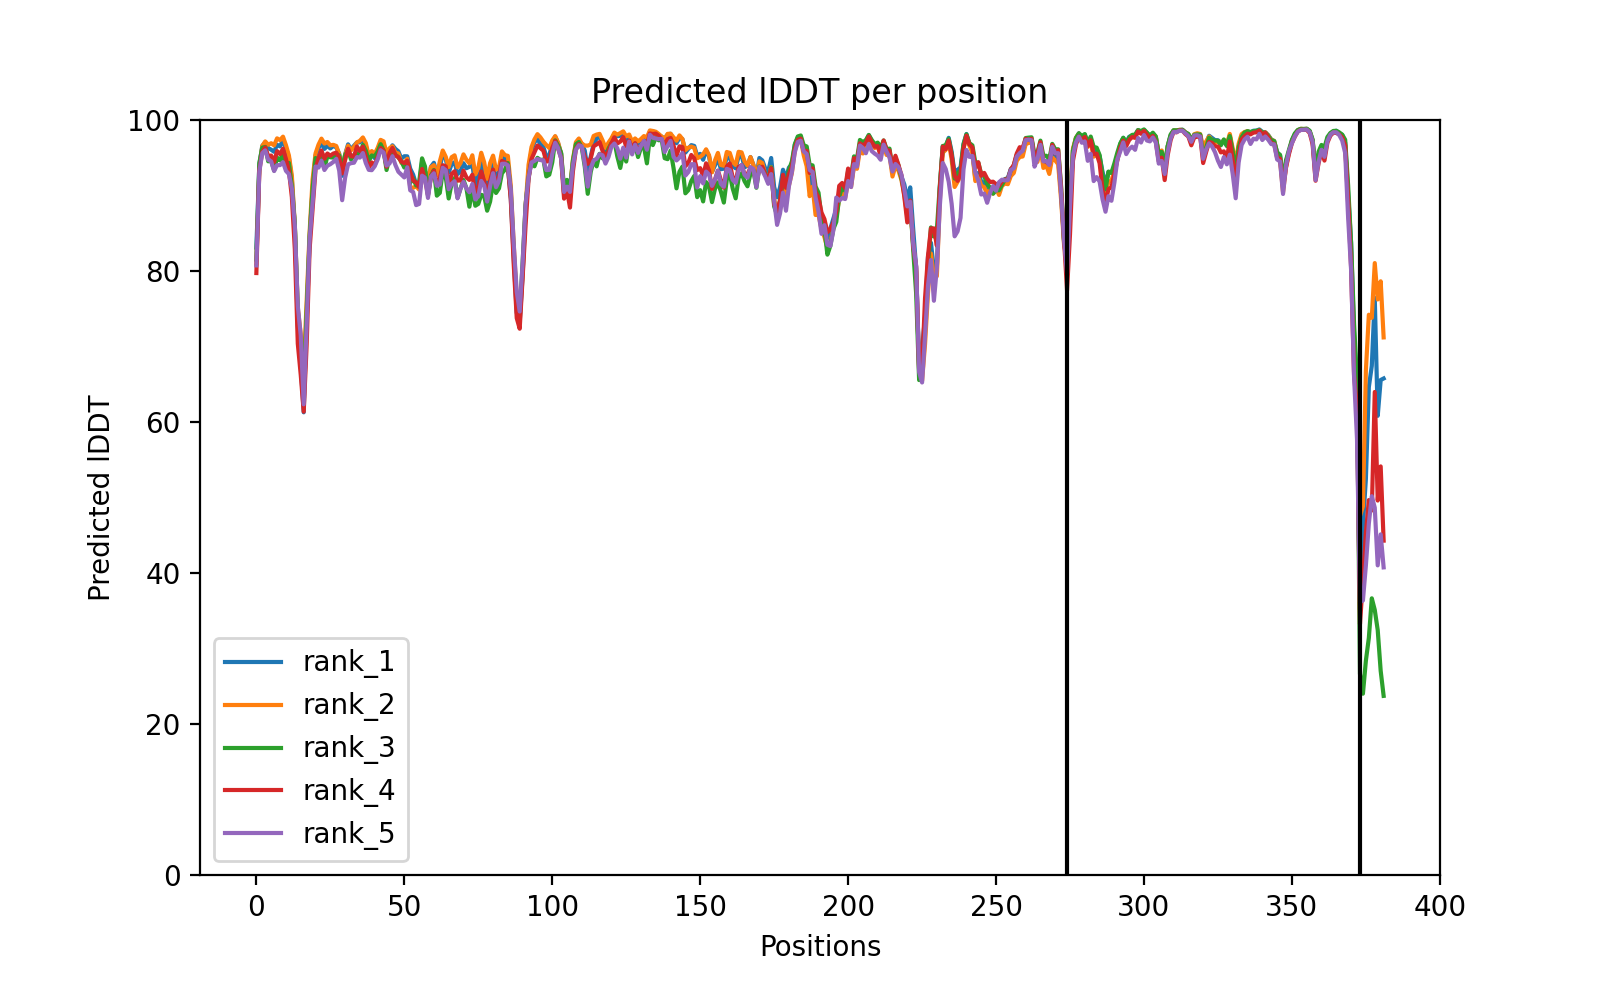 Predicted lDDT per position
100
80
60
40
20
0
Predicted lDDT
rank_1
rank_2
rank_3
rank_4
rank_5
0 50 100 150 200 250 300 350 400
Positions